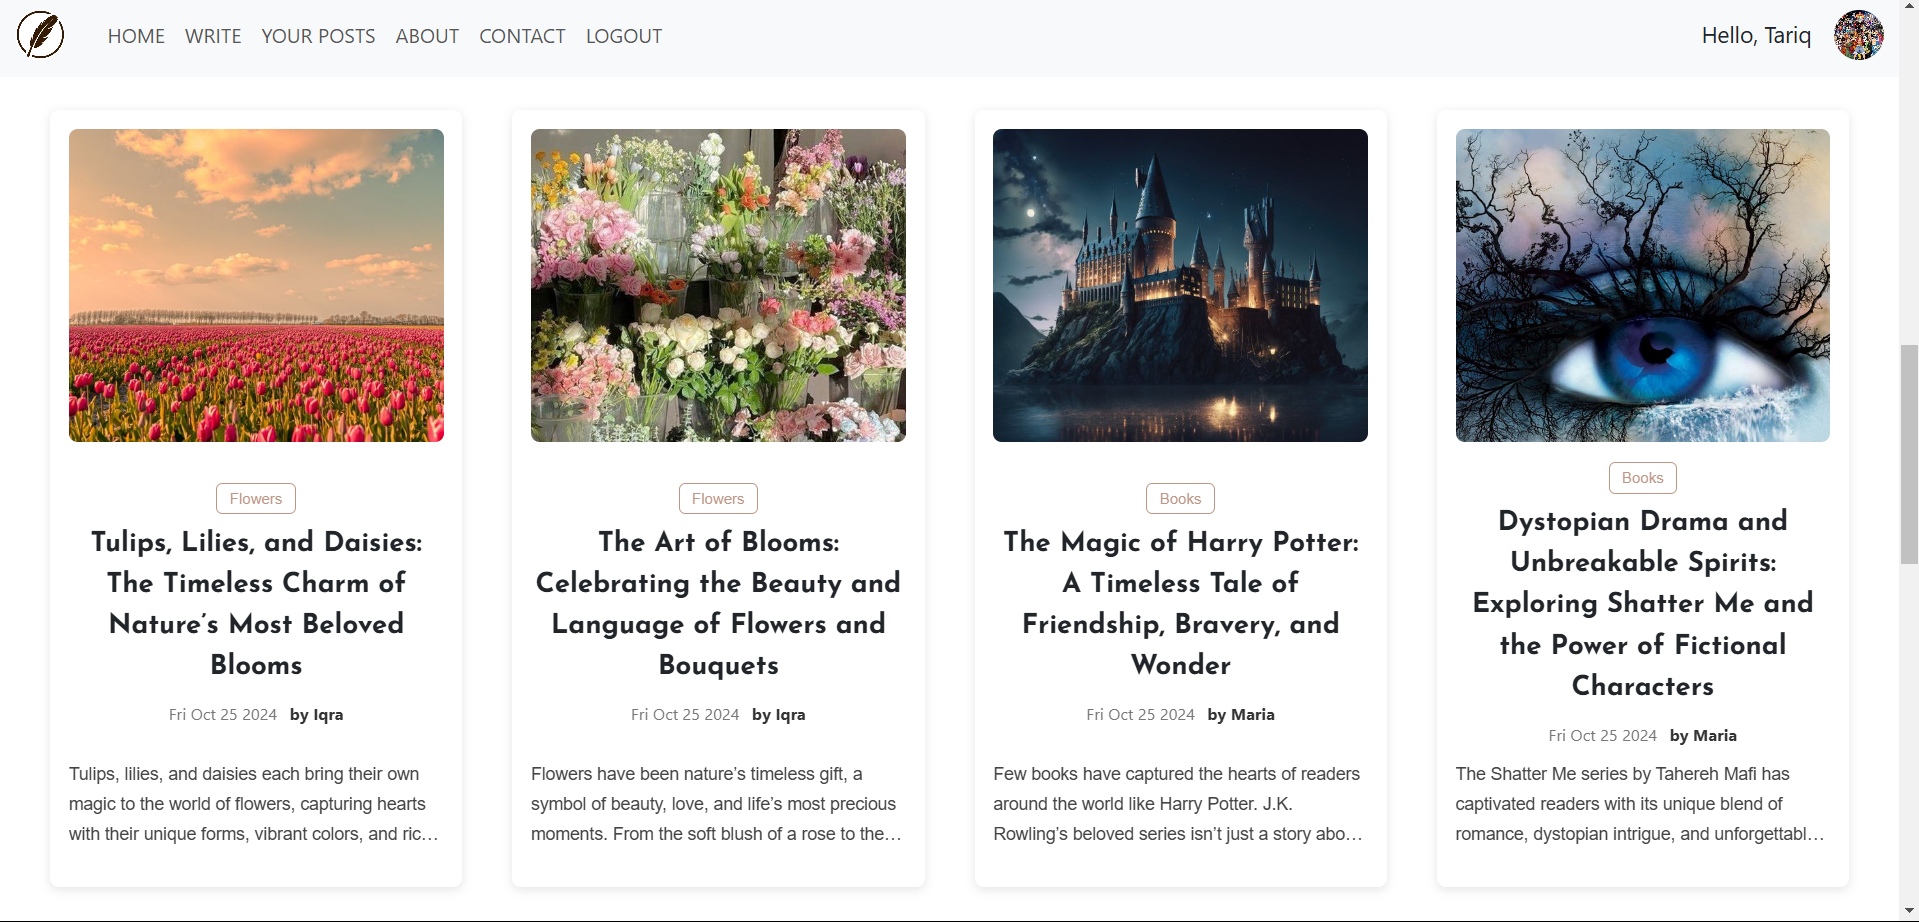 HOME WRITE YOUR POSTS ABOUT CONTACT LOGOUT
Hello, Tariq
Flowers
Tulips, Lilies, and Daisies:
The Timeless Charm of
Nature's Most Beloved
Blooms
Fri Oct 25 2024 by Iqra
Tulips, lilies, and daisies each bring their own
magic to the world of flowers, capturing hearts
with their unique forms, vibrant colors, and ric…
Flowers
The Art of Blooms:
Celebrating the Beauty and
Language of Flowers and
Bouquets
Fri Oct 25 2024 by Iqra
Flowers have been nature’s timeless gift, a
symbol of beauty, love, and life’s most precious
moments. From the soft blush of a rose to the…
Books
The Magic of Harry Potter:
A Timeless Tale of
Friendship, Bravery, and
Wonder
Fri Oct 25 2024 by Maria
Few books have captured the hearts of readers
around the world like Harry Potter. J.K.
Rowling’s beloved series isn’t just a story abo…
Books
Dystopian Drama and
Unbreakable Spirits:
Exploring Shatter Me and
the Power of Fictional
Characters
Fri Oct 25 2024 by Maria
The Shatter Me series by Tahereh Mafi has
captivated readers with its unique blend of
romance, dystopian intrigue, and unforgettabl…